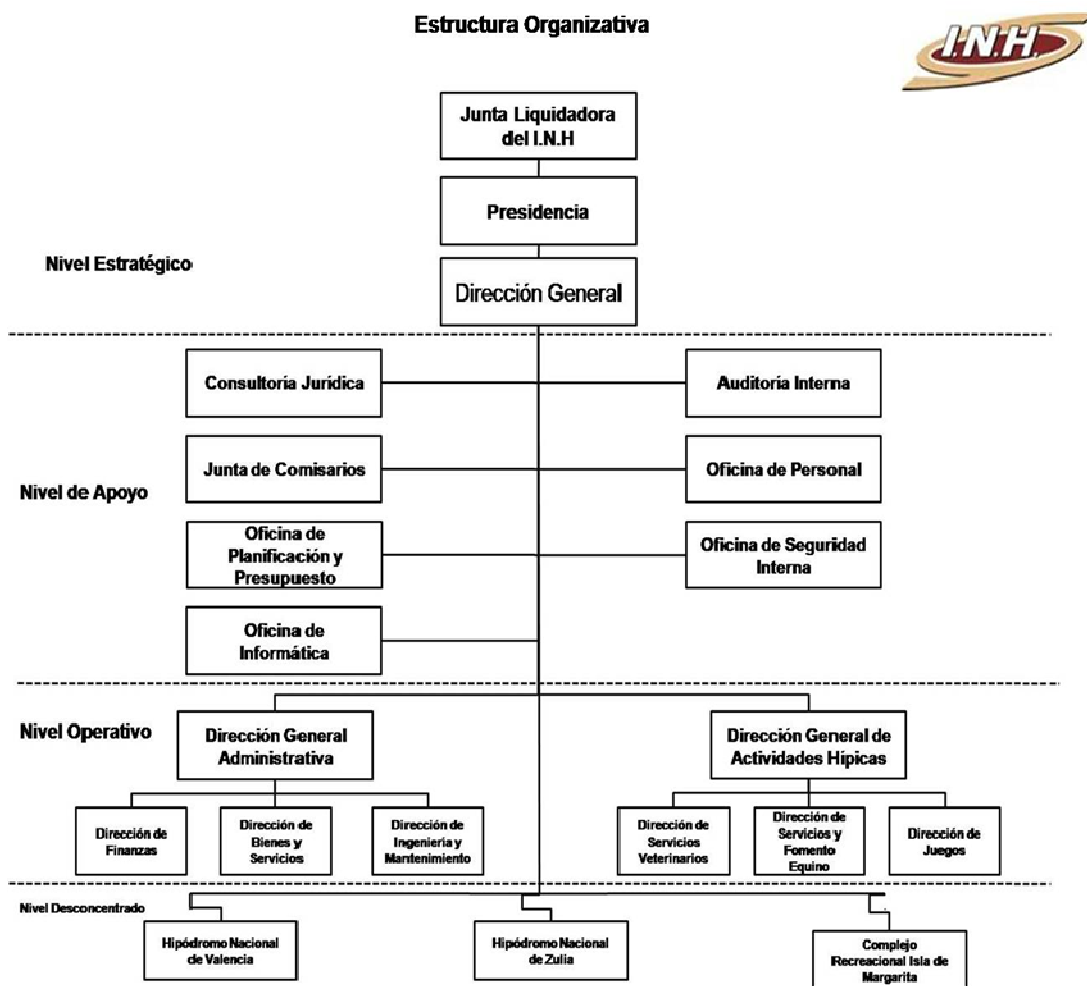 Estructura Organizativa
I.N.H.
Junta Liquidadora
del I.N.H
Presidencia
Nivel Estratégico
Dirección General
Consultoría Jurídica
Auditoría Interna
Junta de Comisarios
Oficina de Personal
Nivel de Apoyo
Oficina de
Planificación y
Presupuesto
Oficina de Seguridad
Interna
Oficina de
Informática
Nivel Operativo
Dirección General
Administrativa
Dirección General de
Actividades Hípicas
Dirección de
Finanzas
Dirección de
Bienes y
Servicios
Dirección de
Ingeniería y
Mantenimiento
Dirección de
Servicios
Veterinarios
Dirección de
Servicios y
Fomento
Equino
Dirección de
Juegos
Nivel Desconcentrado
Hipódromo Nacional
de Valencia
Hipódromo Nacional
de Zulia
Complejo
Recreacional Isla de
Margarita